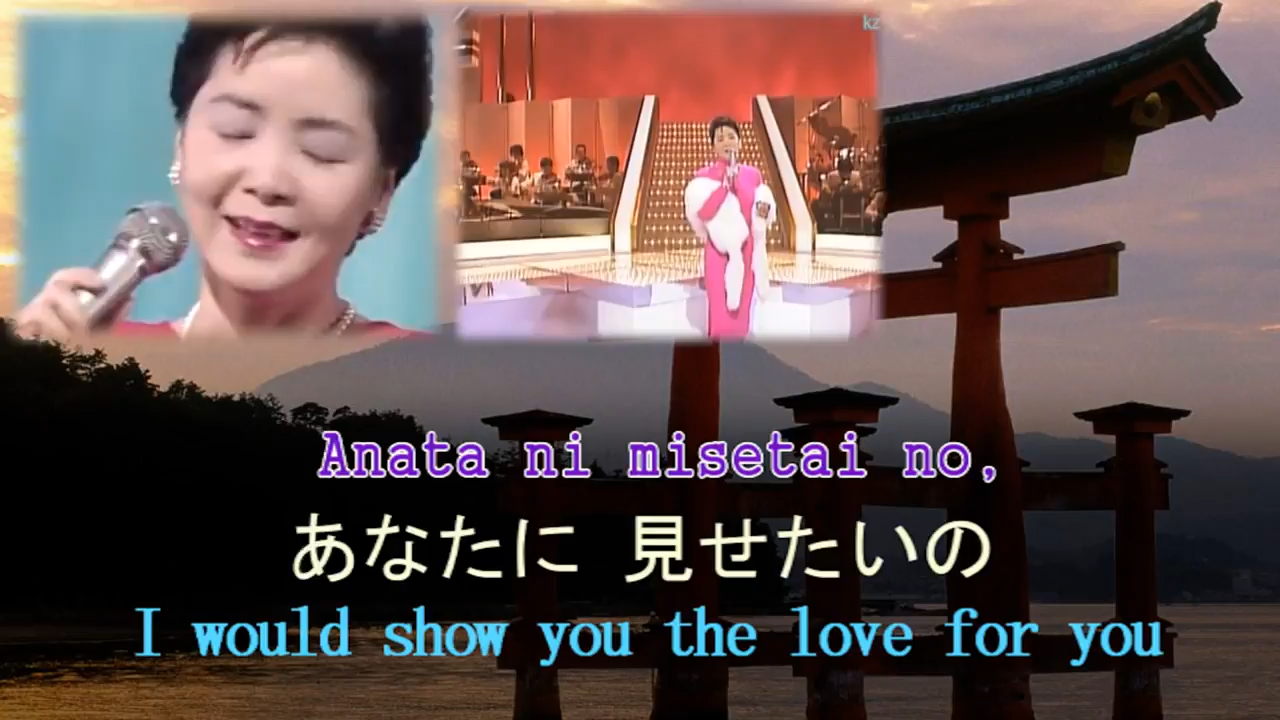 kz
Anata ni misetai no,
あなたに 見せたいの
I would show you the love for you